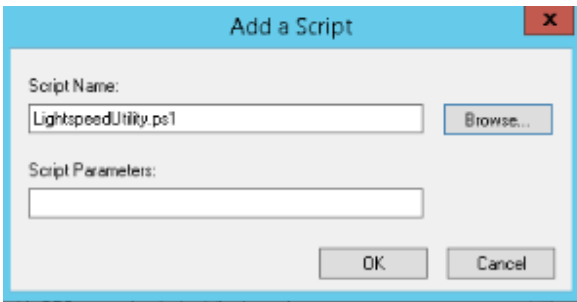 Add a Script
x
Script Name:
LightspeedUtility.ps1
Browse...
Script Parameters:
OK
Cancel